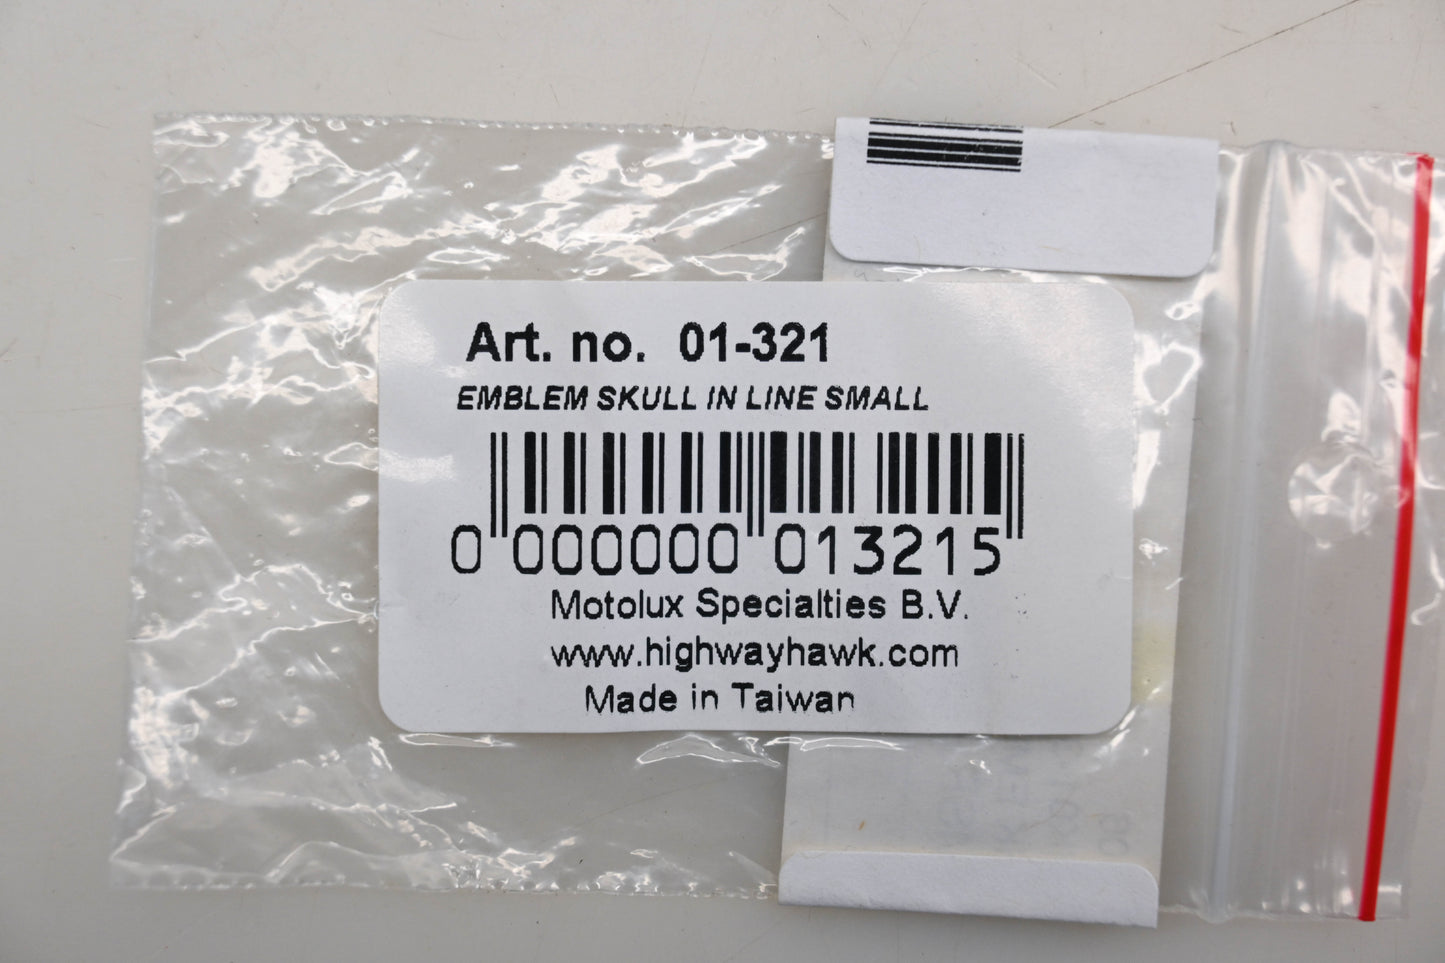 Art. no. 01-321
EMBLEM SKULL IN LINE SMALL
0 000000 013215
Motolux Specialties B.V.
www.highwayhawk.com
Made in Taiwan